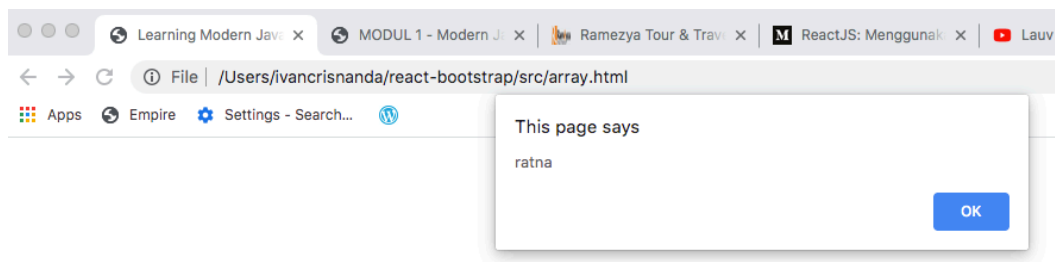 Learning Modern Java
MODUL 1 - Modern J
Ramezya Tour & Trave
M
ReactJS: Menggunak
Lauv
File | /Users/ivancrisnanda/react-bootstrap/src/array.html
Apps
Empire
Settings - Search...
This page says
ratna
OK